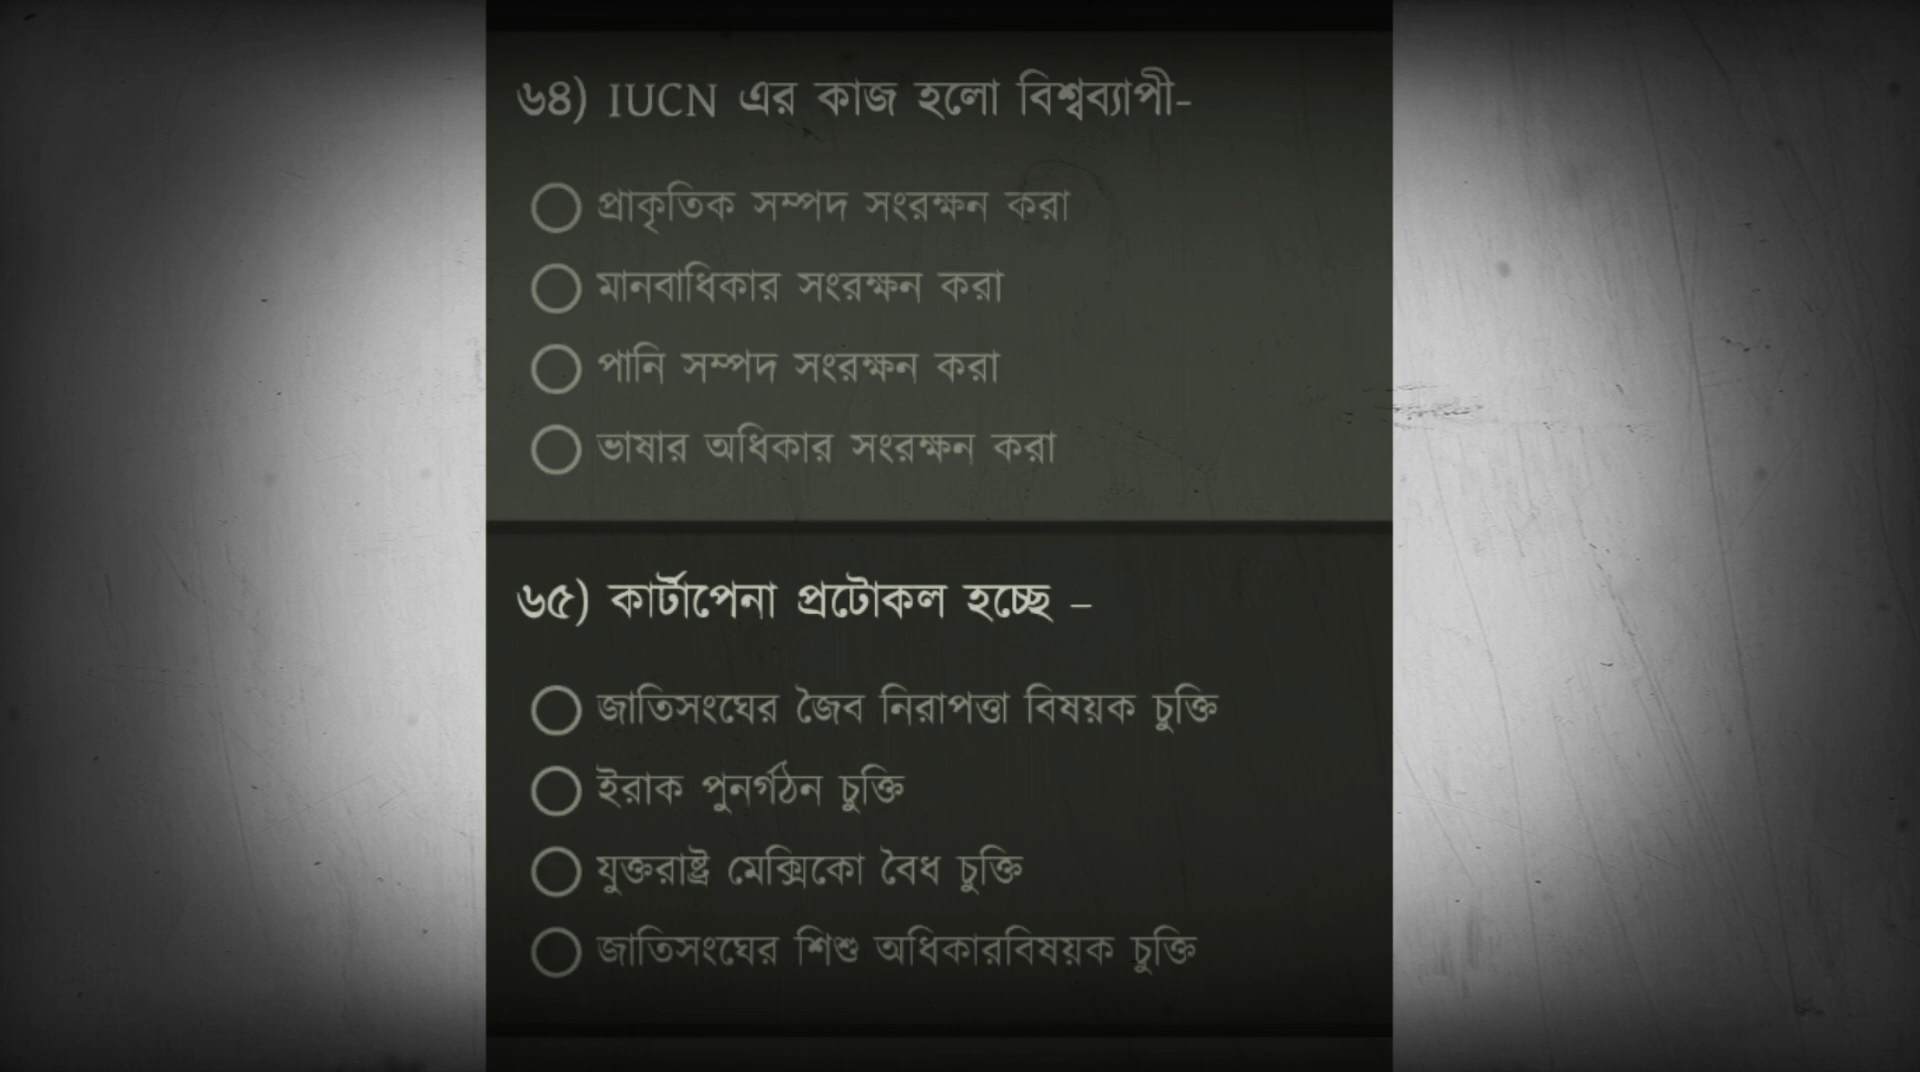 ৬৪) IUCN এর কাজ হলো বিশ্বব্যাপী-
প্রাকৃতিক সম্পদ সংরক্ষন করা
মানবাধিকার সংরক্ষন করা
পানি সম্পদ সংরক্ষন করা
ভাষার অধিকার সংরক্ষন করা
৬৫) কার্টাপেনা প্রটোকল হচ্ছে –
জাতিসংঘের জৈব নিরাপত্তা বিষয়ক চুক্তি
ইরাক পুনর্গঠন চুক্তি
যুক্তরাষ্ট্র মেক্সিকো বৈধ চুক্তি
জাতিসংঘের শিশু অধিকারবিষয়ক চুক্তি